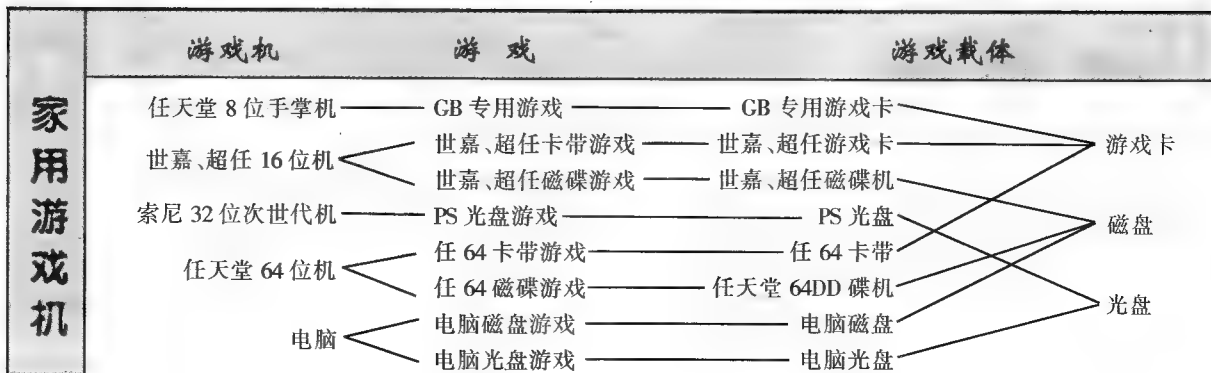 家用游戏机
游戏机 游戏 游戏载体
任天堂 8 位手掌机 GB 专用游戏 GB 专用游戏卡
世嘉、超任卡带游戏 世嘉、超任游戏卡 游戏卡
世嘉、超任 16 位机
世嘉、超任磁碟游戏 世嘉、超任磁碟机
索尼 32 位次世代机 PS 光盘游戏 PS 光盘 磁盘
任 64 卡带游戏 任 64 卡带
任天堂 64 位机
任 64 磁碟游戏 任天堂 64DD 碟机
光盘
电脑磁盘游戏 电脑磁盘
电脑
电脑光盘游戏 电脑光盘